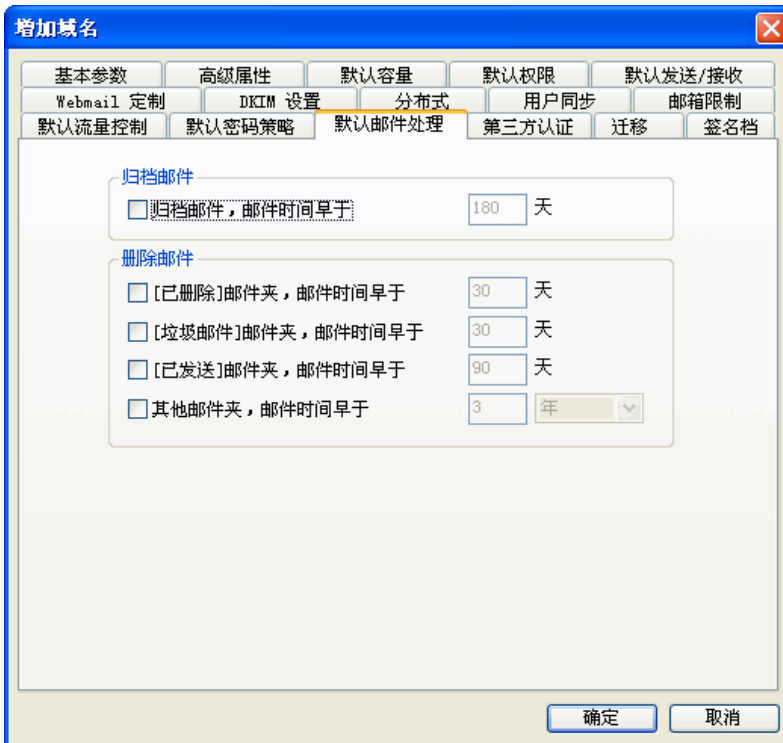 增加域名
基本参数 高级属性 默认容量 默认权限 默认发送/接收
Webmail 定制 DKIM 设置 分布式 用户同步 邮箱限制
默认流量控制 默认密码策略 默认邮件处理 第三方认证 迁移 签名档
归档邮件
归档邮件，邮件时间早于 180 天
删除邮件
[已删除]邮件夹，邮件时间早于 30 天
[垃圾邮件]邮件夹，邮件时间早于 30 天
[已发送]邮件夹，邮件时间早于 90 天
其他邮件夹，邮件时间早于 3 年
确定 取消